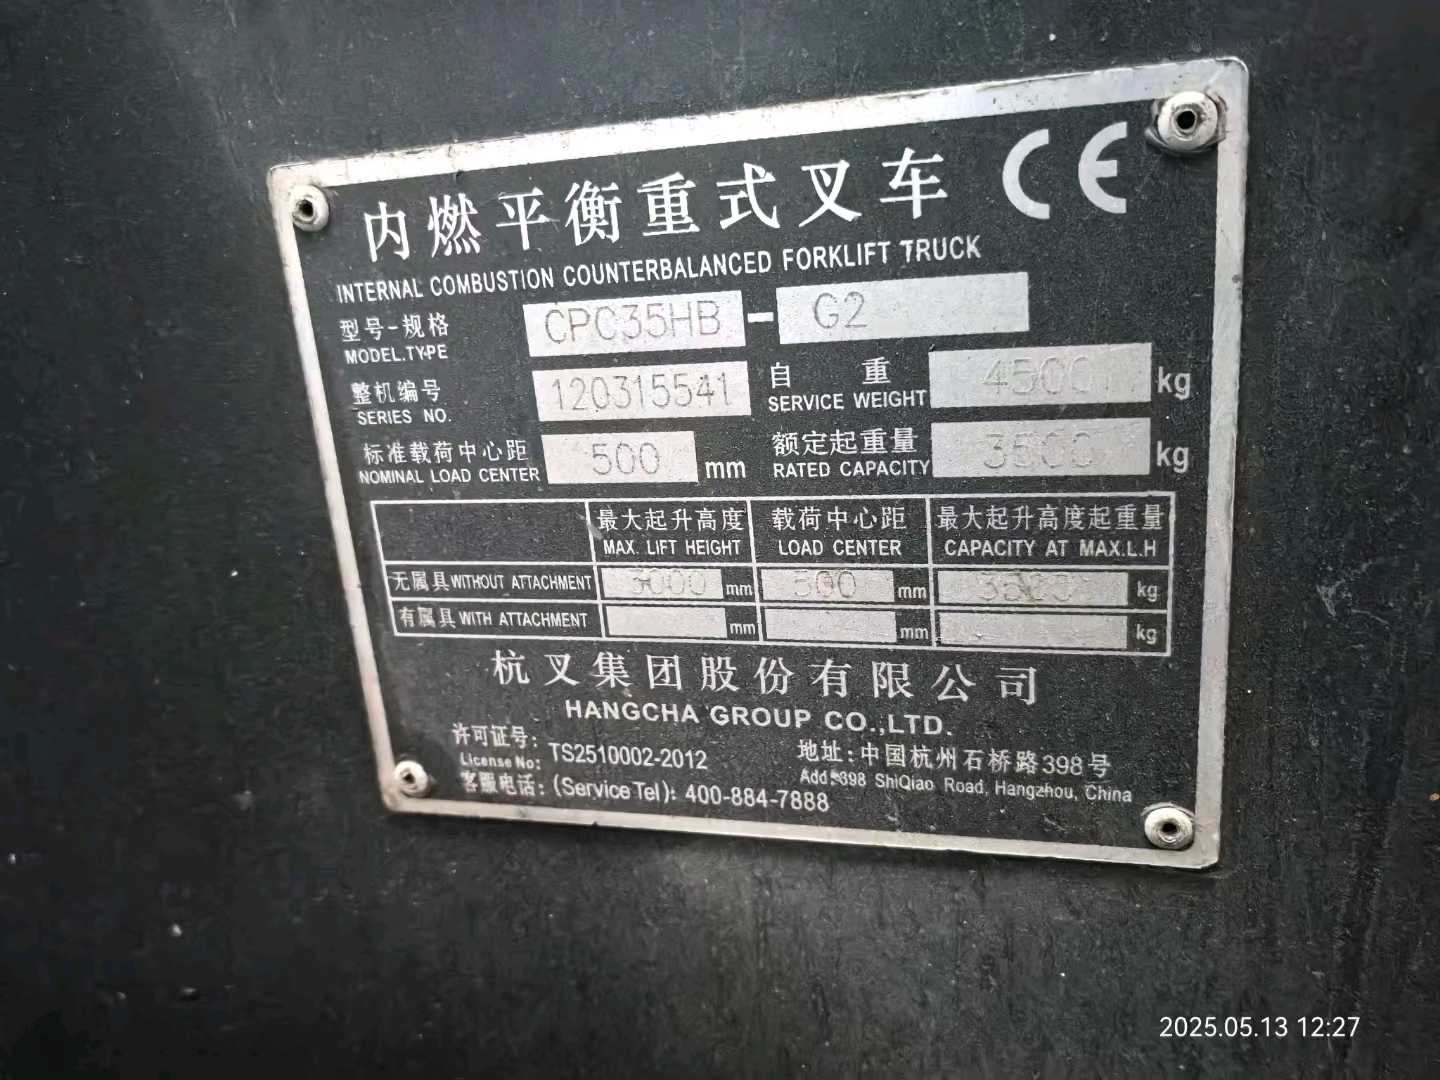 内燃平衡重式叉车 CE
INTERNAL COMBUSTION COUNTERBALANCED FORKLIFT TRUCK
型号-规格 CPC35HB - G2
MODEL.TYPE
整机编号 120315541 自 重 4500 kg
SERIES NO. SERVICE WEIGHT
标准载荷中心距 500 mm 额定起重量 3500 kg
NOMINAL LOAD CENTER RATED CAPACITY
最大起升高度 载荷中心距 最大起升高度起重量
MAX. LIFT HEIGHT LOAD CENTER CAPACITY AT MAX.L.H
无属具 WITHOUT ATTACHMENT 3000 mm 500 mm 3500 kg
有属具 WITH ATTACHMENT mm mm kg
杭叉集团股份有限公司
HANGCHA GROUP CO.,LTD.
许可证号: TS2510002-2012 地址:中国杭州石桥路398号
License No: Add:398 ShiQiao Road, Hangzhou, China
客服电话:(Service Tel): 400-884-7888
2025.05.13 12:27